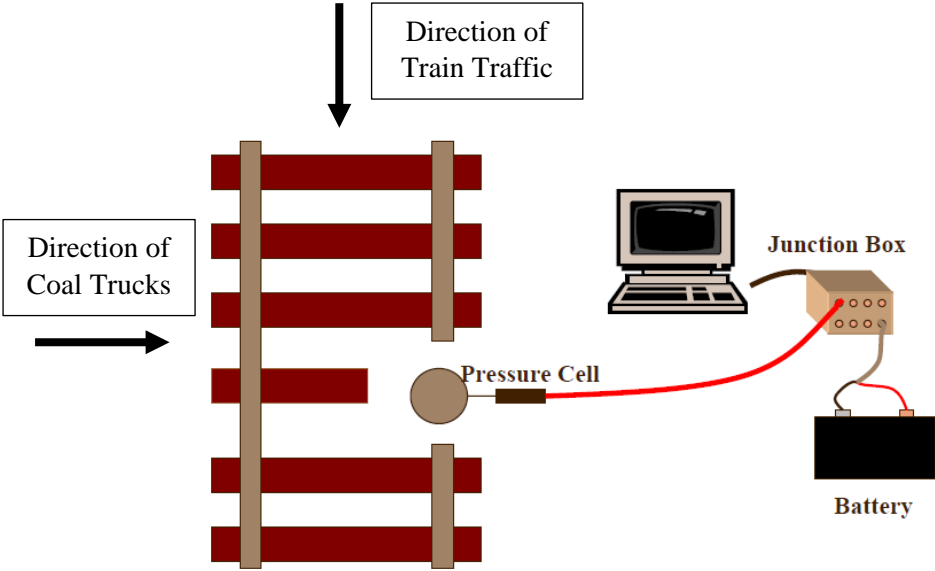 Direction of
Train Traffic
Direction of
Coal Trucks
Junction Box
Pressure Cell
Battery